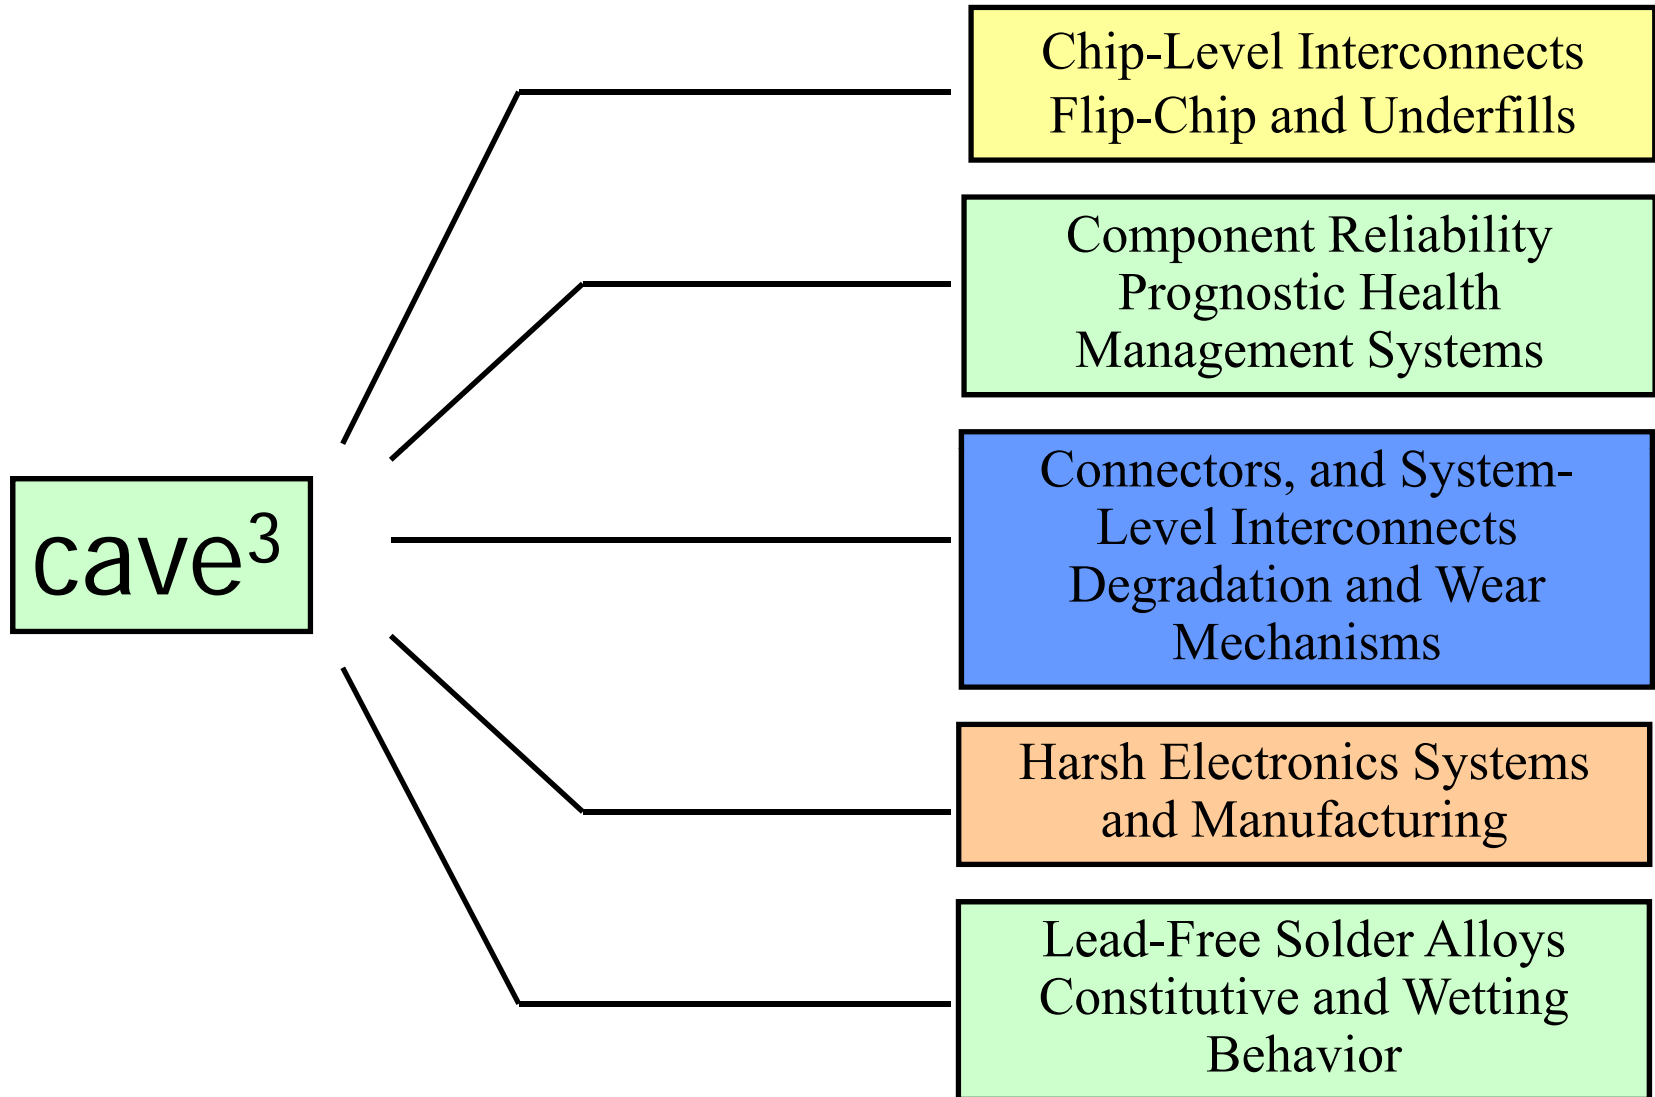 cave³
Chip-Level Interconnects
Flip-Chip and Underfills
Component Reliability
Prognostic Health
Management Systems
Connectors, and System-
Level Interconnects
Degradation and Wear
Mechanisms
Harsh Electronics Systems
and Manufacturing
Lead-Free Solder Alloys
Constitutive and Wetting
Behavior